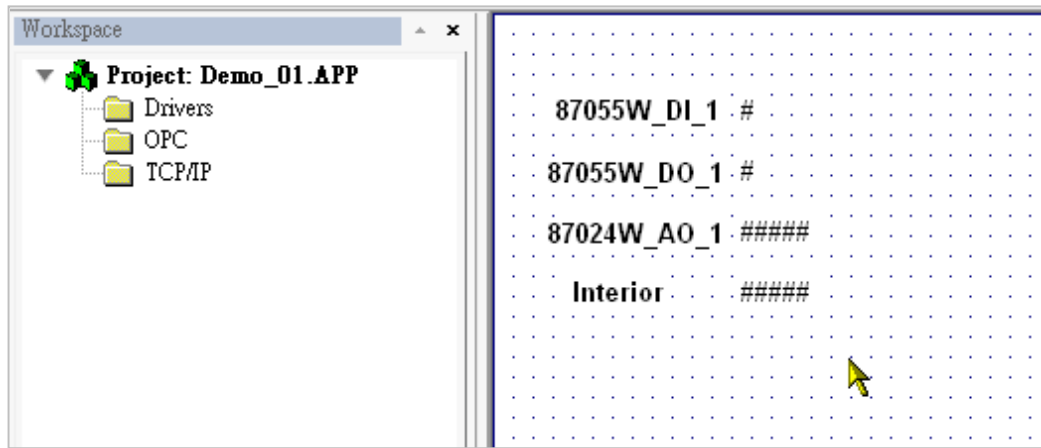 Workspace
Project: Demo_01.APP
Drivers
OPC
TCP/IP
87055W_DI_1 #
87055W_DO_1 #
87024W_AO_1 #####
Interior #####